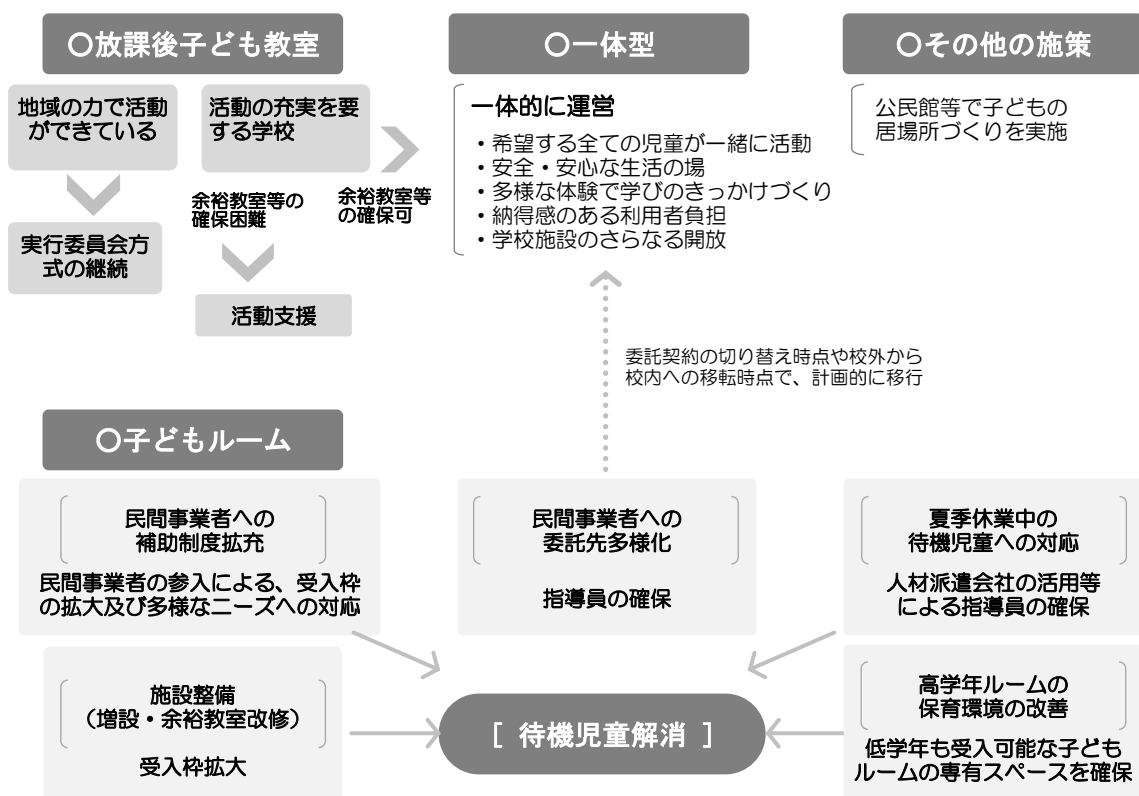 〇放課後子ども教室
地域の力で活動
ができている
活動の充実を要
する学校
余裕教室等の
確保困難
余裕教室等
の確保可
実行委員会方
式の継続
活動支援
〇一体型
一体的に運営
・希望する全ての児童が一緒に活動
・安全・安心な生活の場
・多様な体験で学びのきっかけづくり
・納得感のある利用者負担
・学校施設のさらなる開放
〇その他の施策
公民館等で子どもの
居場所づくりを実施
委託契約の切り替え時点や校外から
校内への移転時点で、計画的に移行
〇子どもルーム
民間事業者への
補助制度拡充
民間事業者の参入による、受入枠
の拡大及び多様なニーズへの対応
民間事業者への
委託先多様化
指導員の確保
夏季休業中の
待機児童への対応
人材派遣会社の活用等
による指導員の確保
施設整備
（増設・余裕教室改修）
受入枠拡大
［ 待機児童解消 ］
高学年ルームの
保育環境の改善
低学年も受入可能な子ども
ルームの専有スペースを確保